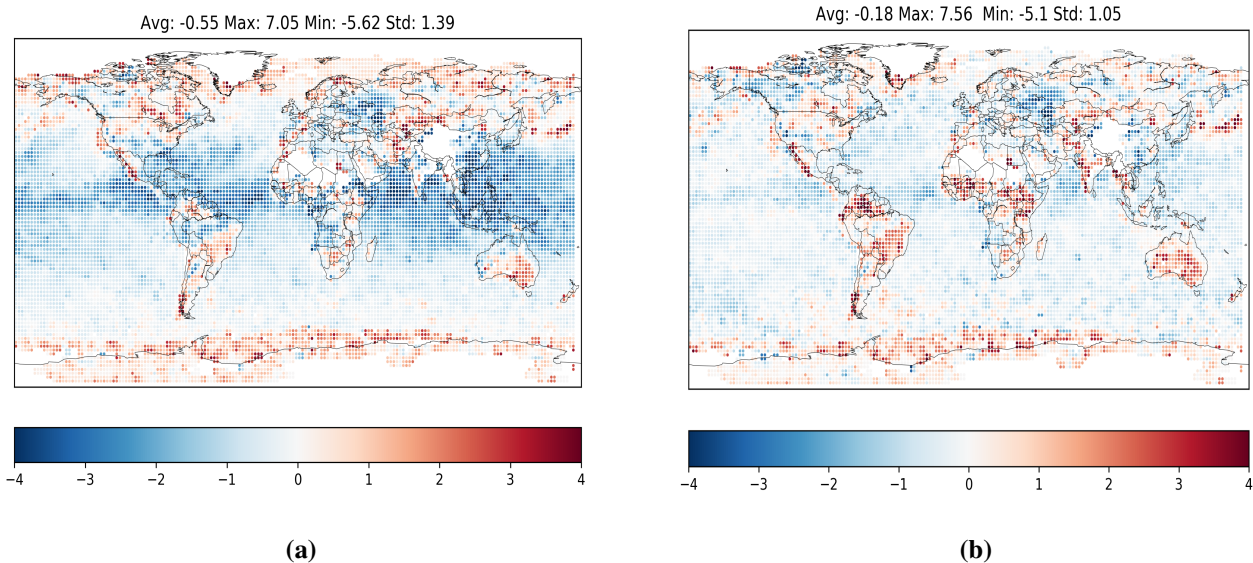 Avg: -0.55 Max: 7.05 Min: -5.62 Std: 1.39
−4 −3 −2 −1 0 1 2 3 4
(a)
Avg: -0.18 Max: 7.56 Min: -5.1 Std: 1.05
−4 −3 −2 −1 0 1 2 3 4
(b)